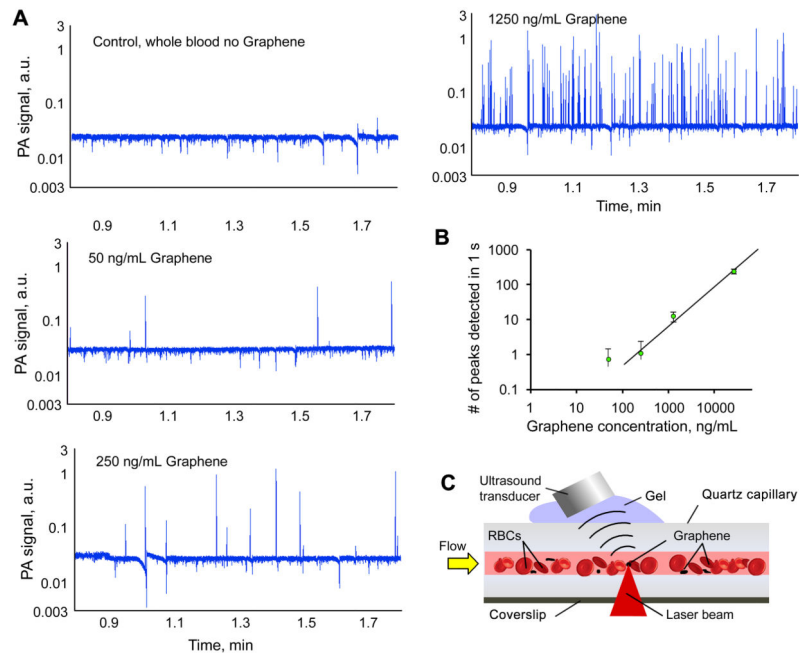 A
Control, whole blood no Graphene
PA signal, a.u.
3
1
0.1
0.01
0.003
0.9 1.1 1.3 1.5 1.7
50 ng/mL Graphene
PA signal, a.u.
3
1
0.1
0.01
0.003
0.9 1.1 1.3 1.5 1.7
250 ng/mL Graphene
PA signal, a.u.
3
1
0.1
0.01
0.003
0.9 1.1 1.3 1.5 1.7
Time, min
1250 ng/mL Graphene
3
1
0.1
0.01
0.003
0.9 1.1 1.3 1.5 1.7
Time, min
B
# of peaks detected in 1 s
1000
100
10
1
0.1
1 10 100 1000 10000
Graphene concentration, ng/mL
C
Ultrasound
transducer
Gel
Quartz capillary
RBCs
Graphene
Flow
Coverslip
Laser beam